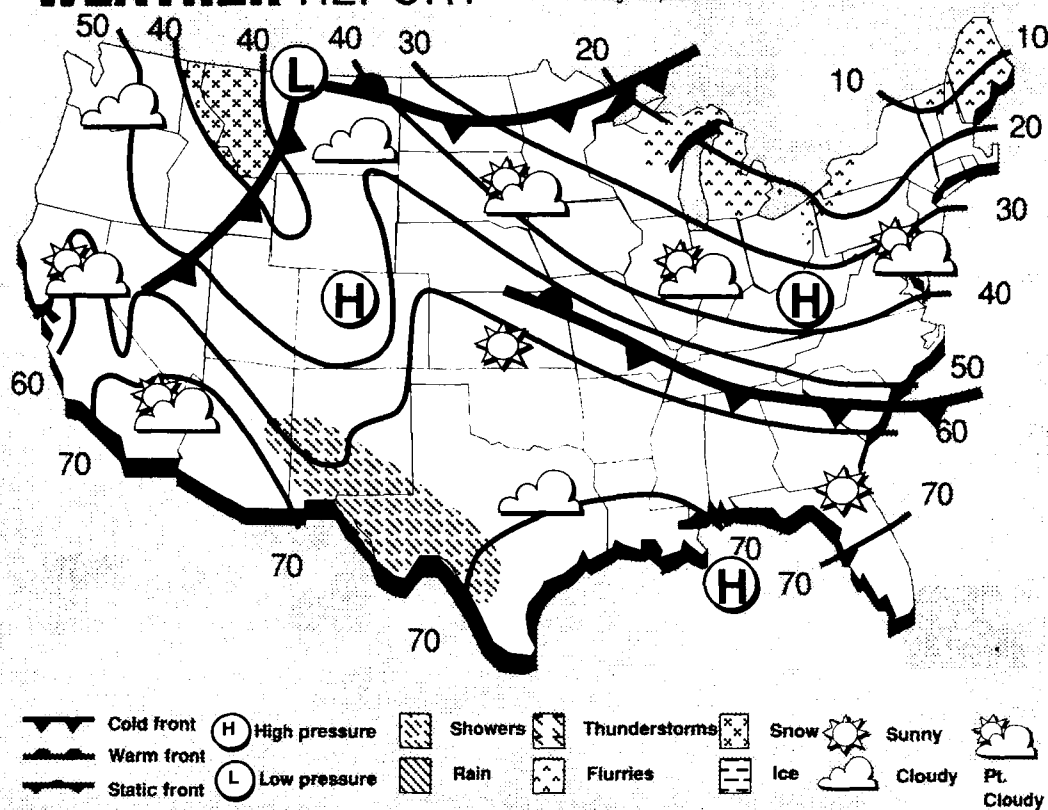 WEATHER REPORT
50 40 40 40 30 20 10 10
L
20
30
H H
40
60
50
60
70
70
70
70
H
70
70
Cold front
H High pressure
Showers
Thunderstorms
Snow
Sunny
Warm front
Static front
L Low pressure
Rain
Flurries
Ice
Cloudy
Pt.
Cloudy